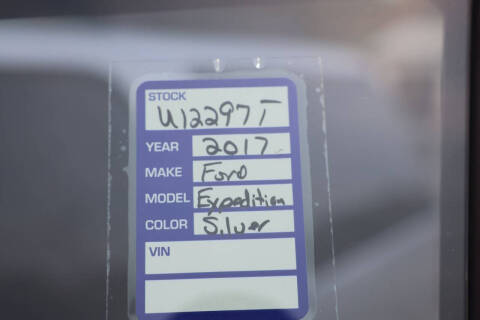 STOCK
U12297T
YEAR 2017
MAKE Ford
MODEL Expedition
COLOR Silver
VIN